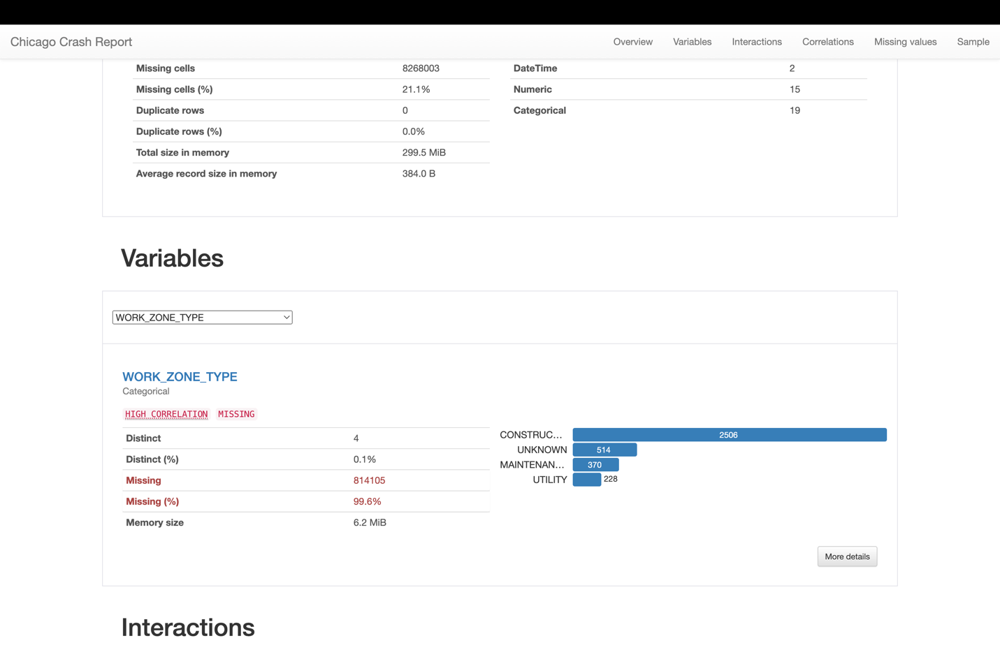 Chicago Crash Report Overview Variables Interactions Correlations Missing values Sample
Missing cells 8268003
Missing cells (%) 21.1%
Duplicate rows 0
Duplicate rows (%) 0.0%
Total size in memory 299.5 MiB
Average record size in memory 384.0 B
DateTime 2
Numeric 15
Categorical 19
Variables
WORK_ZONE_TYPE
WORK_ZONE_TYPE
Categorical
HIGH CORRELATION MISSING
Distinct 4
Distinct (%) 0.1%
Missing 814105
Missing (%) 99.6%
Memory size 6.2 MiB
CONSTRUC... 2506
UNKNOWN 514
MAINTENAN... 370
UTILITY 228
More details
Interactions